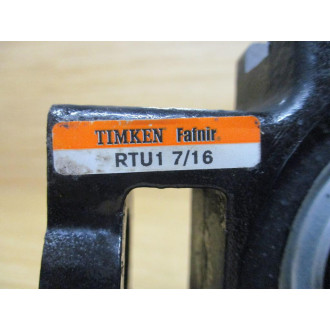 TIMKEN Fafnir
RTU1 7/16